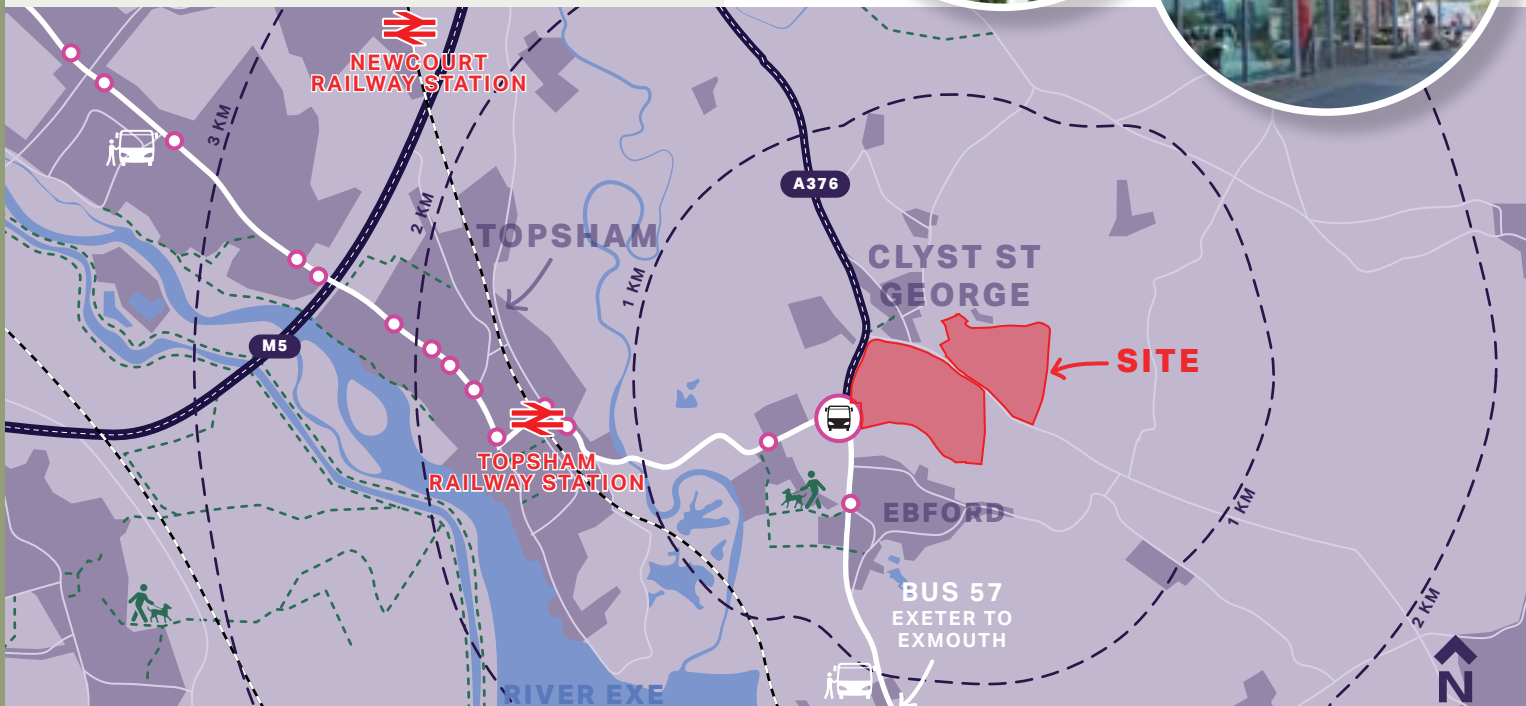 NEWCOURT
RAILWAY STATION
3 KM
2 KM
A376
TOPSHAM
CLYST ST
GEORGE
1 KM
M5
SITE
TOPSHAM
RAILWAY STATION
EBFORD
1 KM
BUS 57
EXETER TO
EXMOUTH
2 KM
RIVER EXE
N